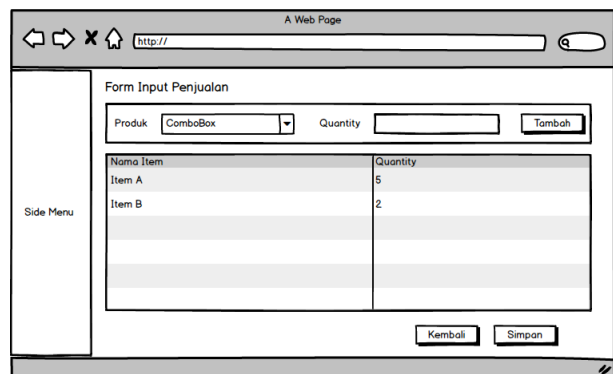 A Web Page
http://
Form Input Penjualan
Produk ComboBox Quantity Tambah
Nama Item Quantity
Item A 5
Item B 2
Side Menu
Kembali Simpan